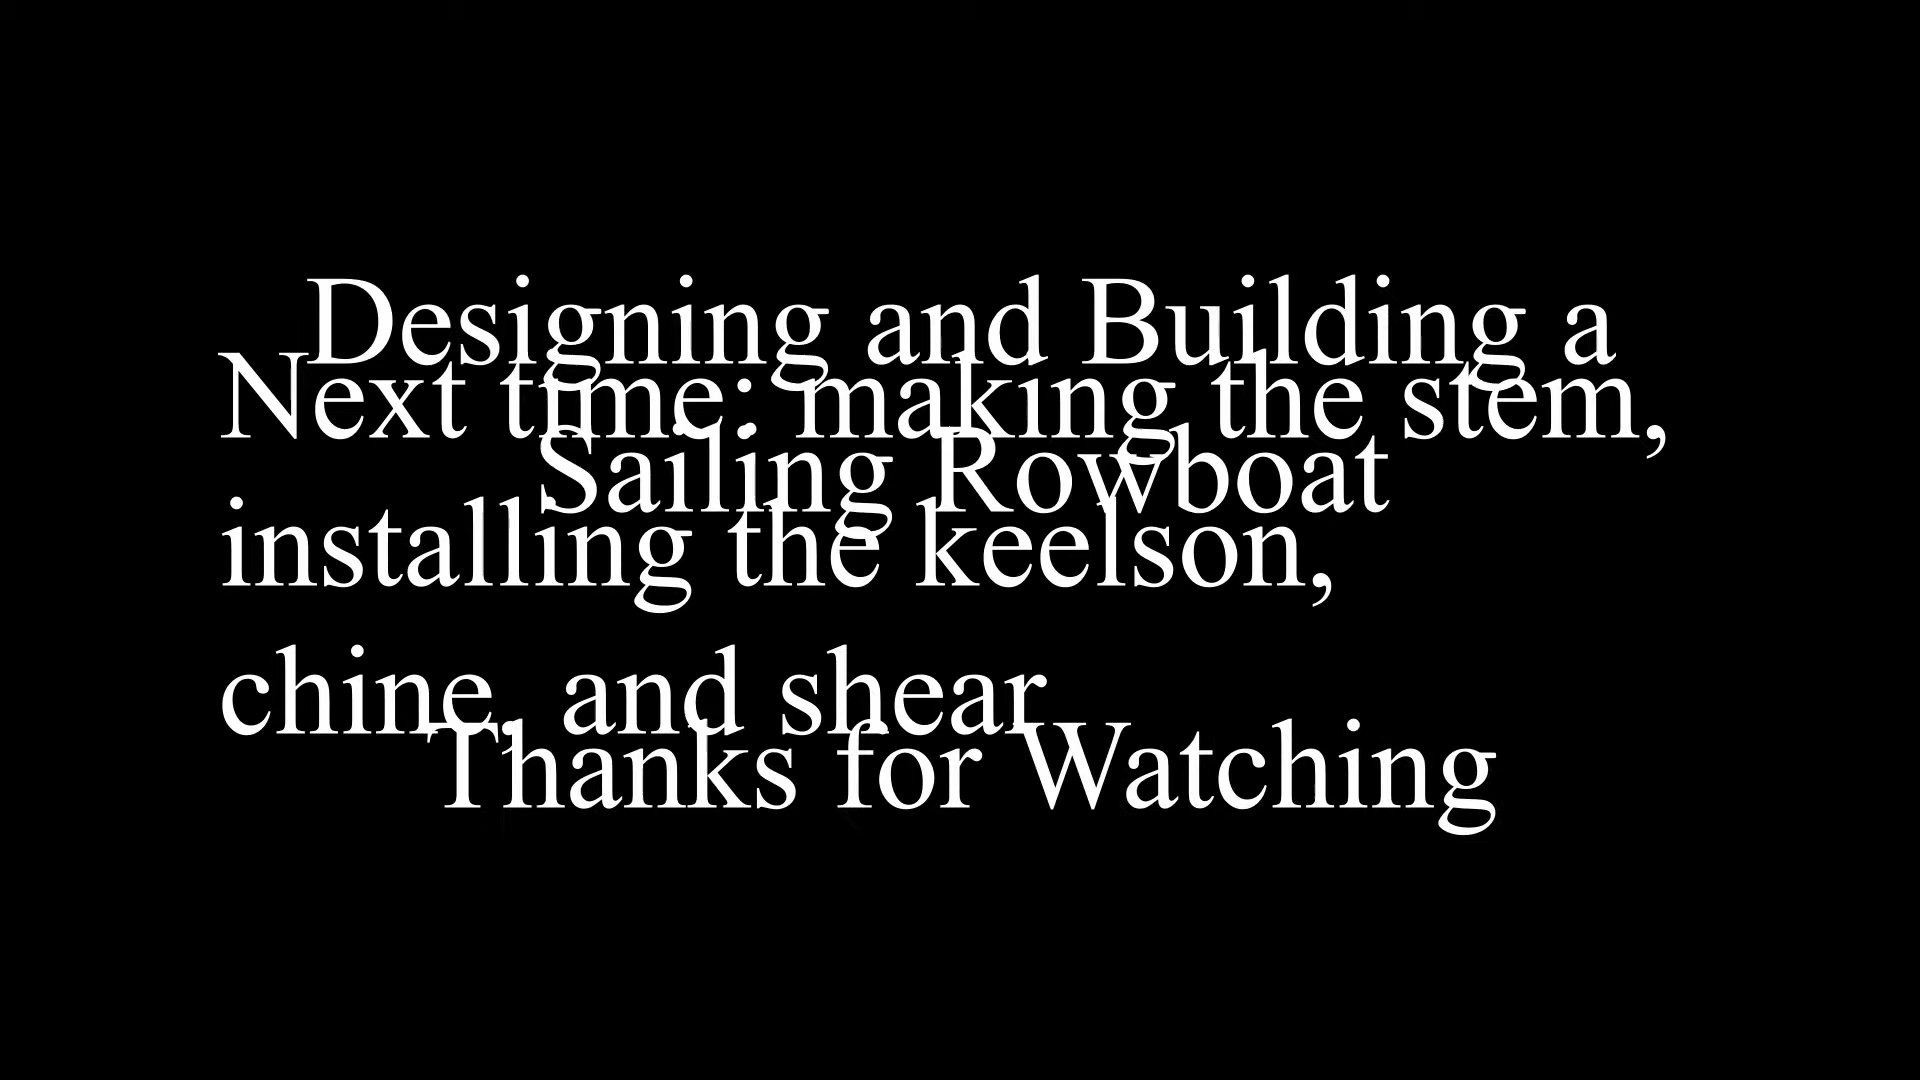 Designing and Building a
Sailing Rowboat
Next time: making the stem,
installing the keelson,
chine, and shear
Thanks for Watching